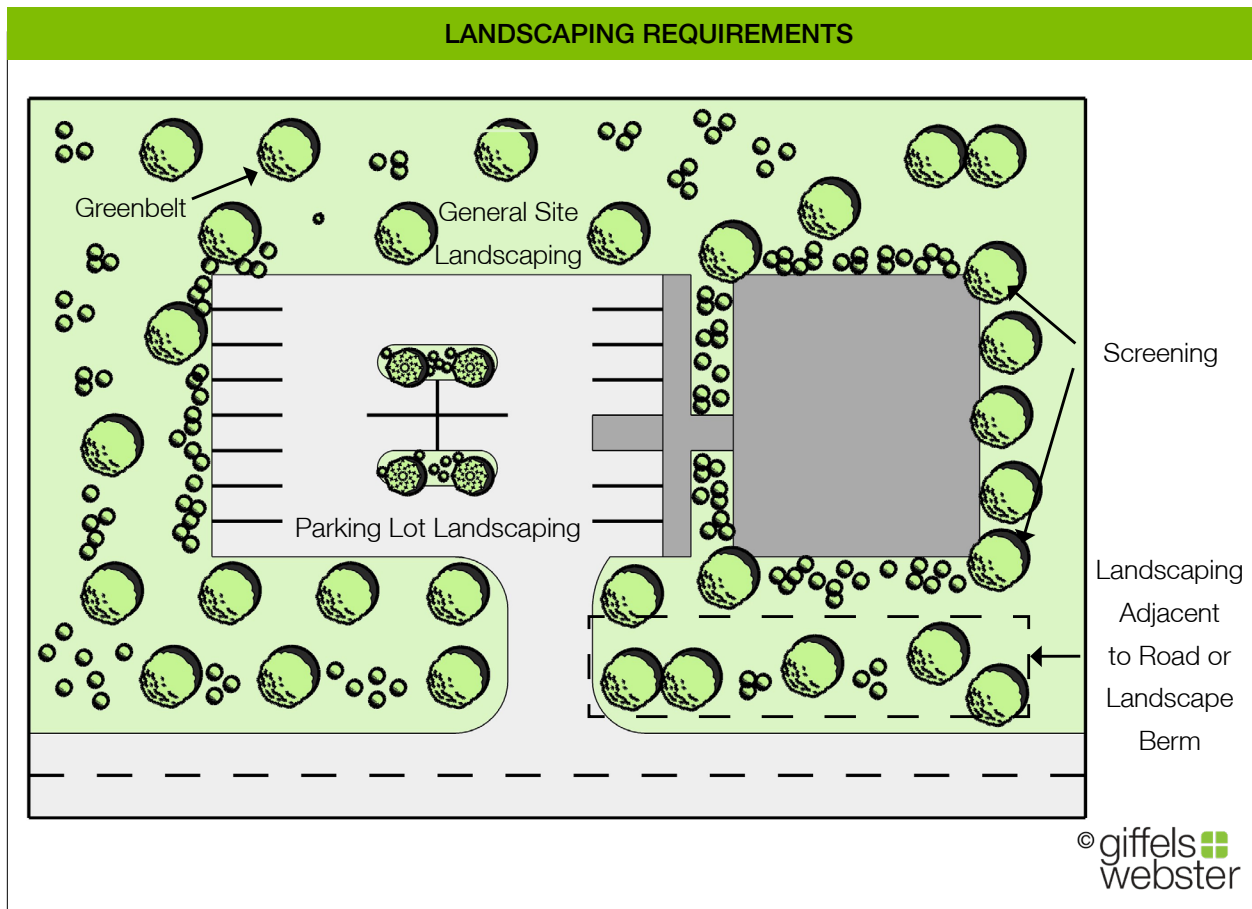 LANDSCAPING REQUIREMENTS
Greenbelt
General Site
Landscaping
Screening
Parking Lot Landscaping
Landscaping
Adjacent
to Road or
Landscape
Berm
© giffels
webster